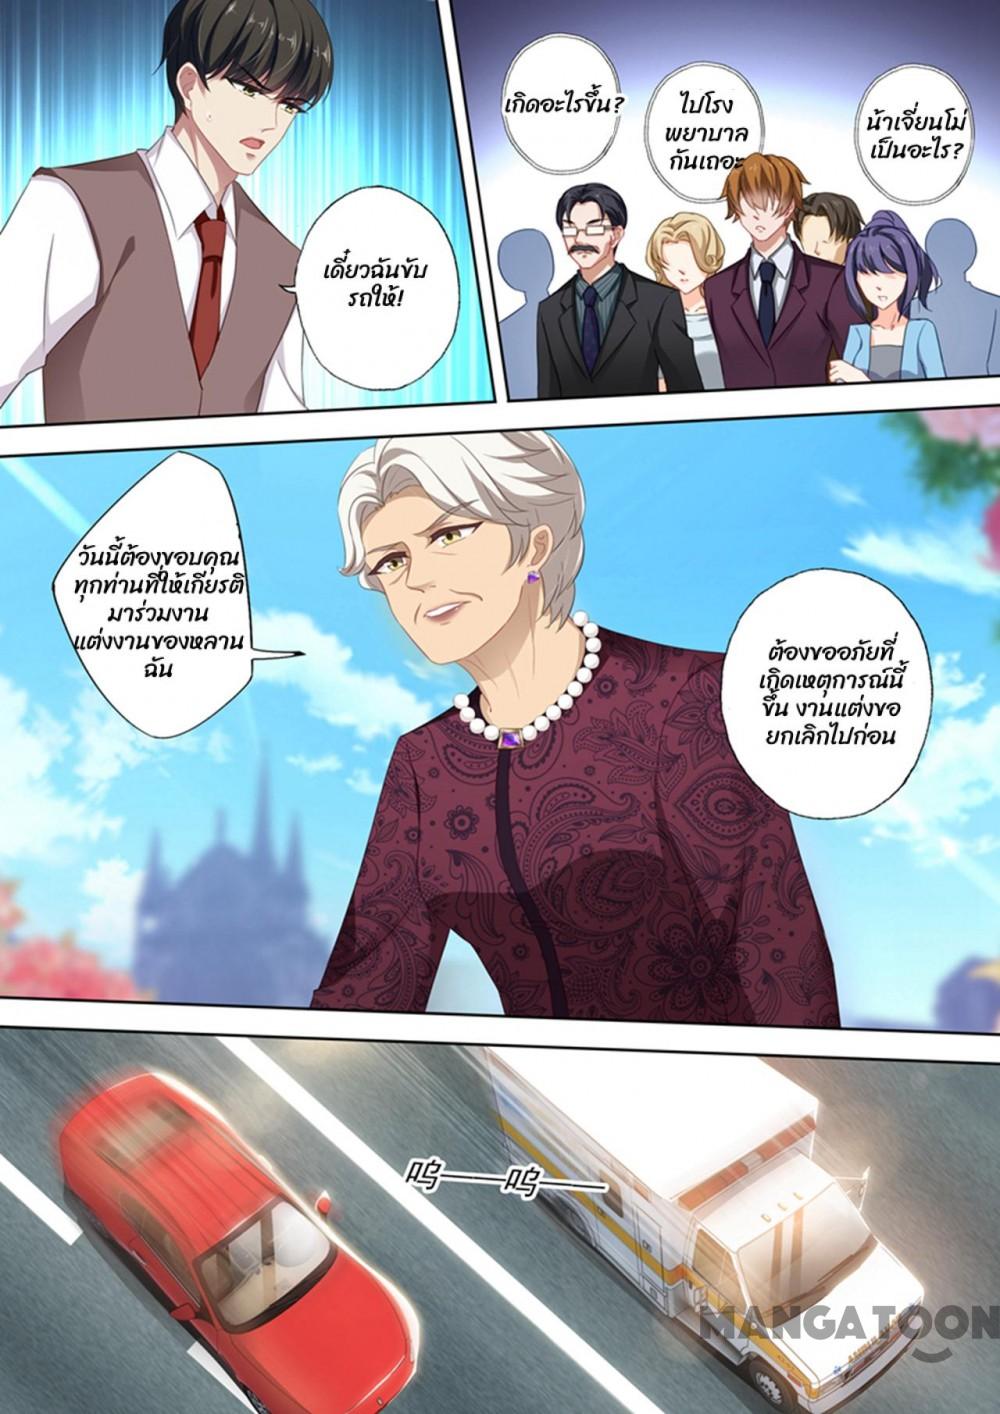 เดี๋ยวฉันขับ
รถให้!
เกิดอะไรขึ้น?
ไปโรง
พยาบาล
กันเถอะ
น้าเจี่ยนโม่
เป็นอะไร?
วันนี้ต้องขอบคุณ
ทุกท่านที่ให้เกียรติ
มาร่วมงาน
แต่งงานของหลาน
ฉัน
ต้องขออภัยที่
เกิดเหตุการณ์นี้
ขึ้น งานแต่งขอ
ยกเลิกไปก่อน
呜——呜——
MANGATOON